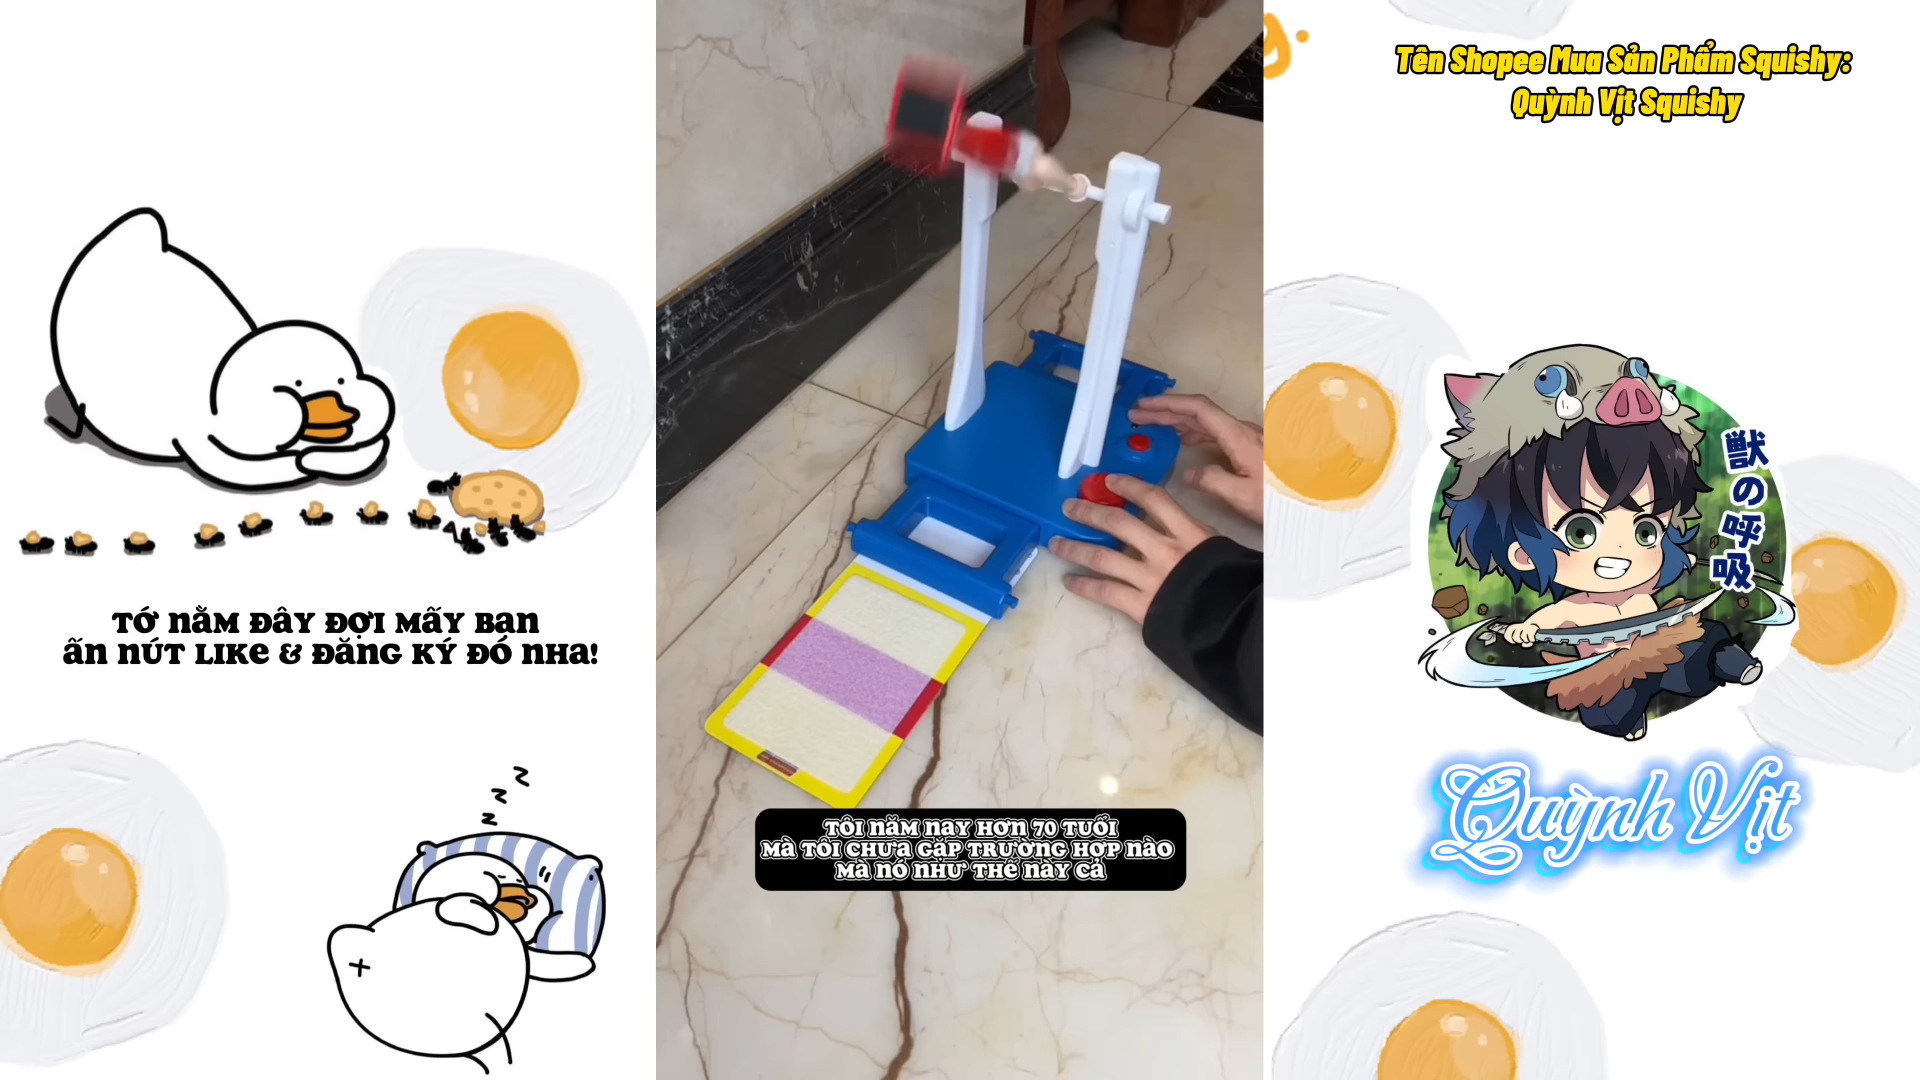 Tên Shopee Mua Sản Phẩm Squishy:
Quỳnh Vịt Squishy
z
z
z
TỚ NẰM ĐÂY ĐỢI MẤY BẠN
ẤN NÚT LIKE & ĐĂNG KÝ ĐÓ NHA!
TÔI NĂM NAY HƠN 70 TUỔI
MÀ TÔI CHƯA GẶP TRƯỜNG HỢP NÀO
MÀ NÓ NHƯ THẾ NÀY CẢ
獣の呼吸
Quỳnh Vịt